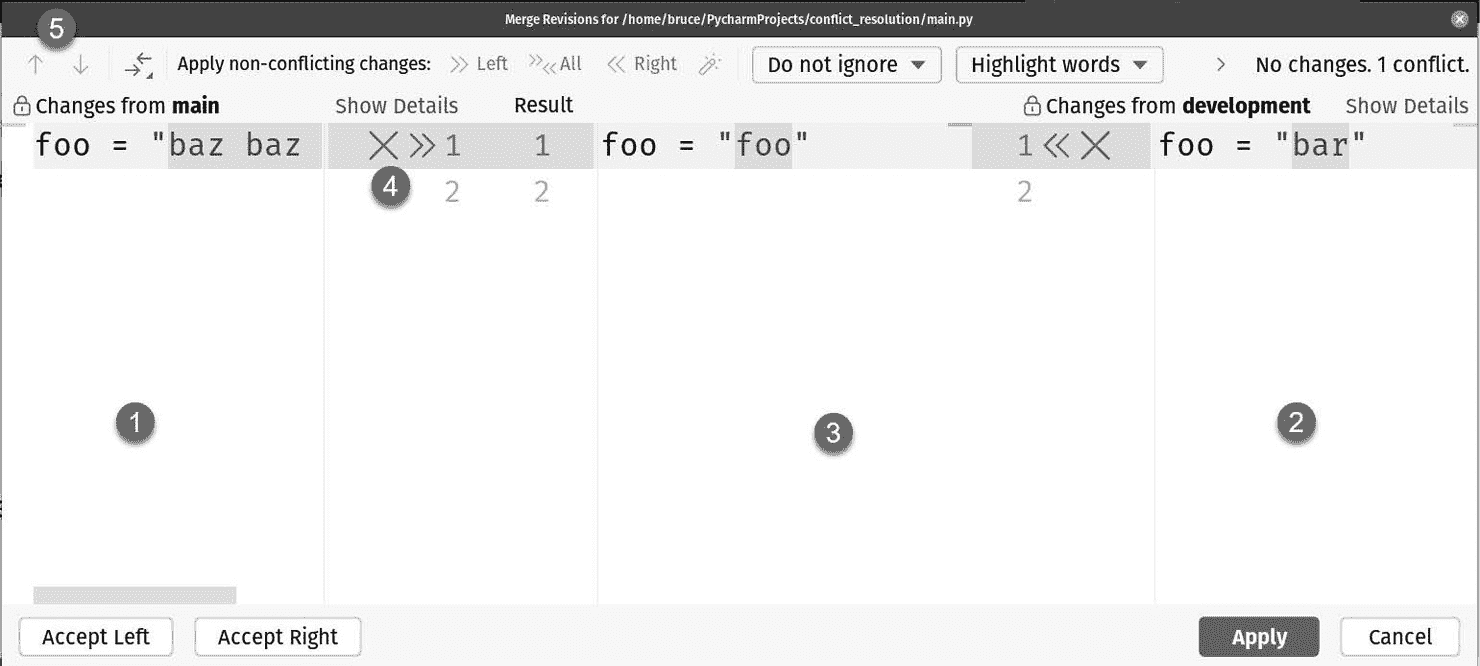 Merge Revisions for /home/bruce/PycharmProjects/conflict_resolution/main.py
5
Apply non-conflicting changes: Left All Right Do not ignore Highlight words No changes. 1 conflict.
Changes from main Show Details Result Changes from development Show Details
foo = "baz baz 1 1 foo = "foo" 1 foo = "bar"
4 2 2 2
1 3 2
Accept Left Accept Right Apply Cancel